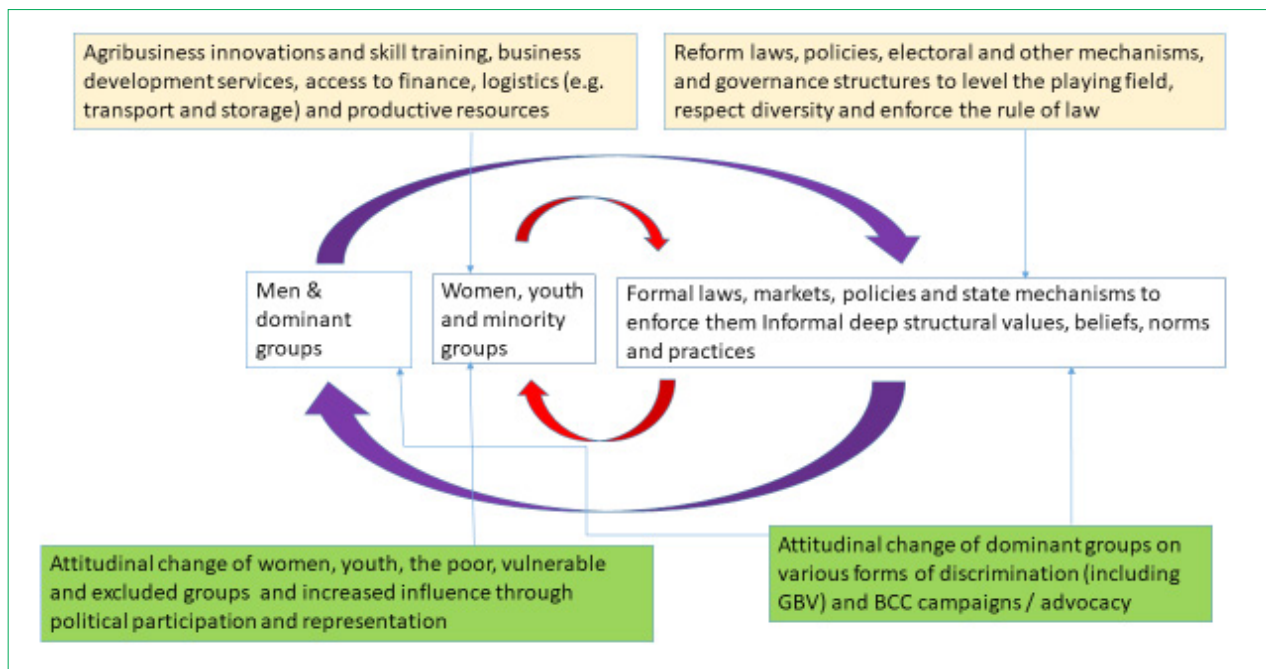 Agribusiness innovations and skill training, business
development services, access to finance, logistics (e.g.
transport and storage) and productive resources
Reform laws, policies, electoral and other mechanisms,
and governance structures to level the playing field,
respect diversity and enforce the rule of law
Men &
dominant
groups
Women, youth
and minority
groups
Formal laws, markets, policies and state mechanisms to
enforce them Informal deep structural values, beliefs, norms
and practices
Attitudinal change of women, youth, the poor, vulnerable
and excluded groups and increased influence through
political participation and representation
Attitudinal change of dominant groups on
various forms of discrimination (including
GBV) and BCC campaigns / advocacy